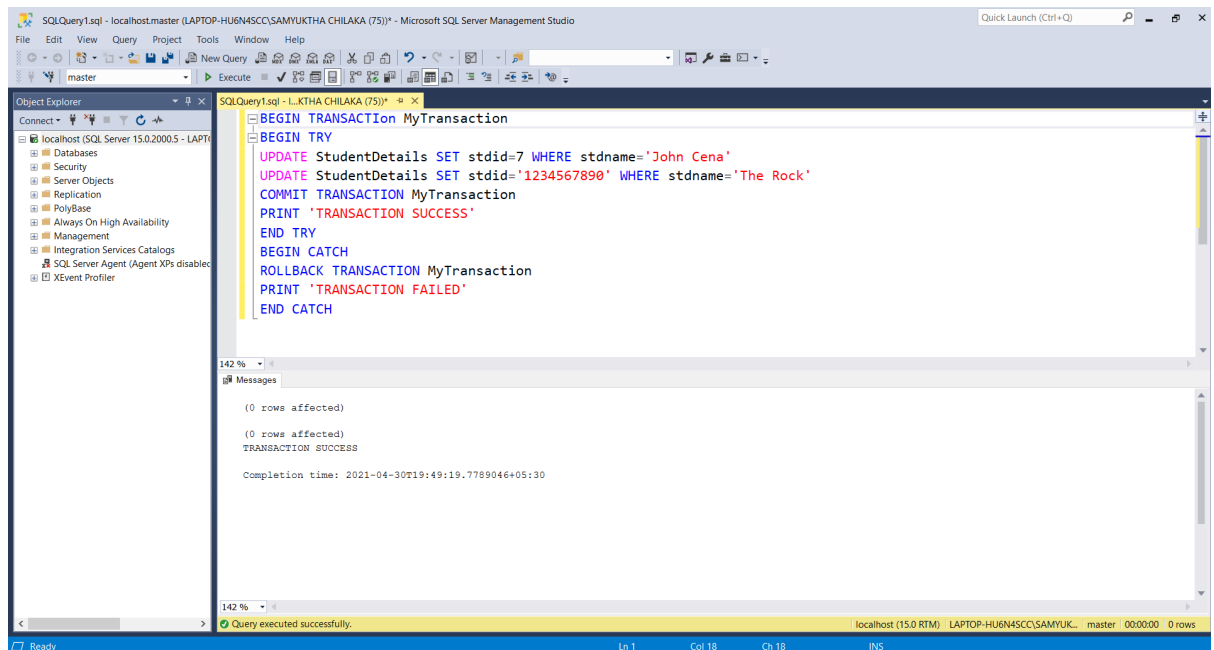 SQLQuery1.sql - localhost.master (LAPTOP-HU6N4SCC\SAMYUKTHA CHILAKA (75))* - Microsoft SQL Server Management Studio
Quick Launch (Ctrl+Q)
File Edit View Query Project Tools Window Help
New Query
master
Execute
Object Explorer
SQLQuery1.sql - l...KTHA CHILAKA (75))*
Connect
localhost (SQL Server 15.0.2000.5 - LAPT
Databases
Security
Server Objects
Replication
PolyBase
Always On High Availability
Management
Integration Services Catalogs
SQL Server Agent (Agent XPs disabled
XEvent Profiler
BEGIN TRANSACTIon MyTransaction
BEGIN TRY
UPDATE StudentDetails SET stdid=7 WHERE stdname='John Cena'
UPDATE StudentDetails SET stdid='1234567890' WHERE stdname='The Rock'
COMMIT TRANSACTION MyTransaction
PRINT 'TRANSACTION SUCCESS'
END TRY
BEGIN CATCH
ROLLBACK TRANSACTION MyTransaction
PRINT 'TRANSACTION FAILED'
END CATCH
142 %
Messages
(0 rows affected)
(0 rows affected)
TRANSACTION SUCCESS
Completion time: 2021-04-30T19:49:19.7789046+05:30
142 %
Query executed successfully.
localhost (15.0 RTM) LAPTOP-HU6N4SCC\SAMYUK... master 00:00:00 0 rows
Ready
Ln 1 Col 18 Ch 18 INS